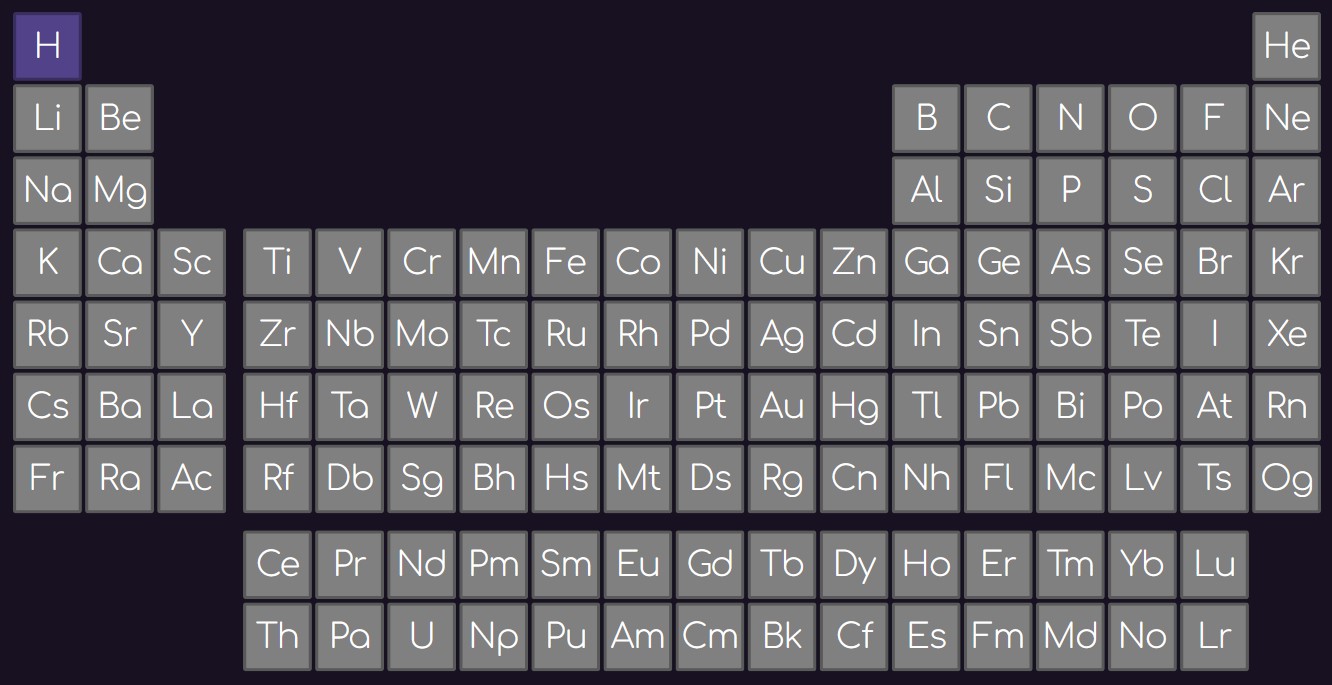 H He
Li Be B C N O F Ne
Na Mg Al Si P S Cl Ar
K Ca Sc Ti V Cr Mn Fe Co Ni Cu Zn Ga Ge As Se Br Kr
Rb Sr Y Zr Nb Mo Tc Ru Rh Pd Ag Cd In Sn Sb Te I Xe
Cs Ba La Hf Ta W Re Os Ir Pt Au Hg Tl Pb Bi Po At Rn
Fr Ra Ac Rf Db Sg Bh Hs Mt Ds Rg Cn Nh Fl Mc Lv Ts Og
Ce Pr Nd Pm Sm Eu Gd Tb Dy Ho Er Tm Yb Lu
Th Pa U Np Pu Am Cm Bk Cf Es Fm Md No Lr